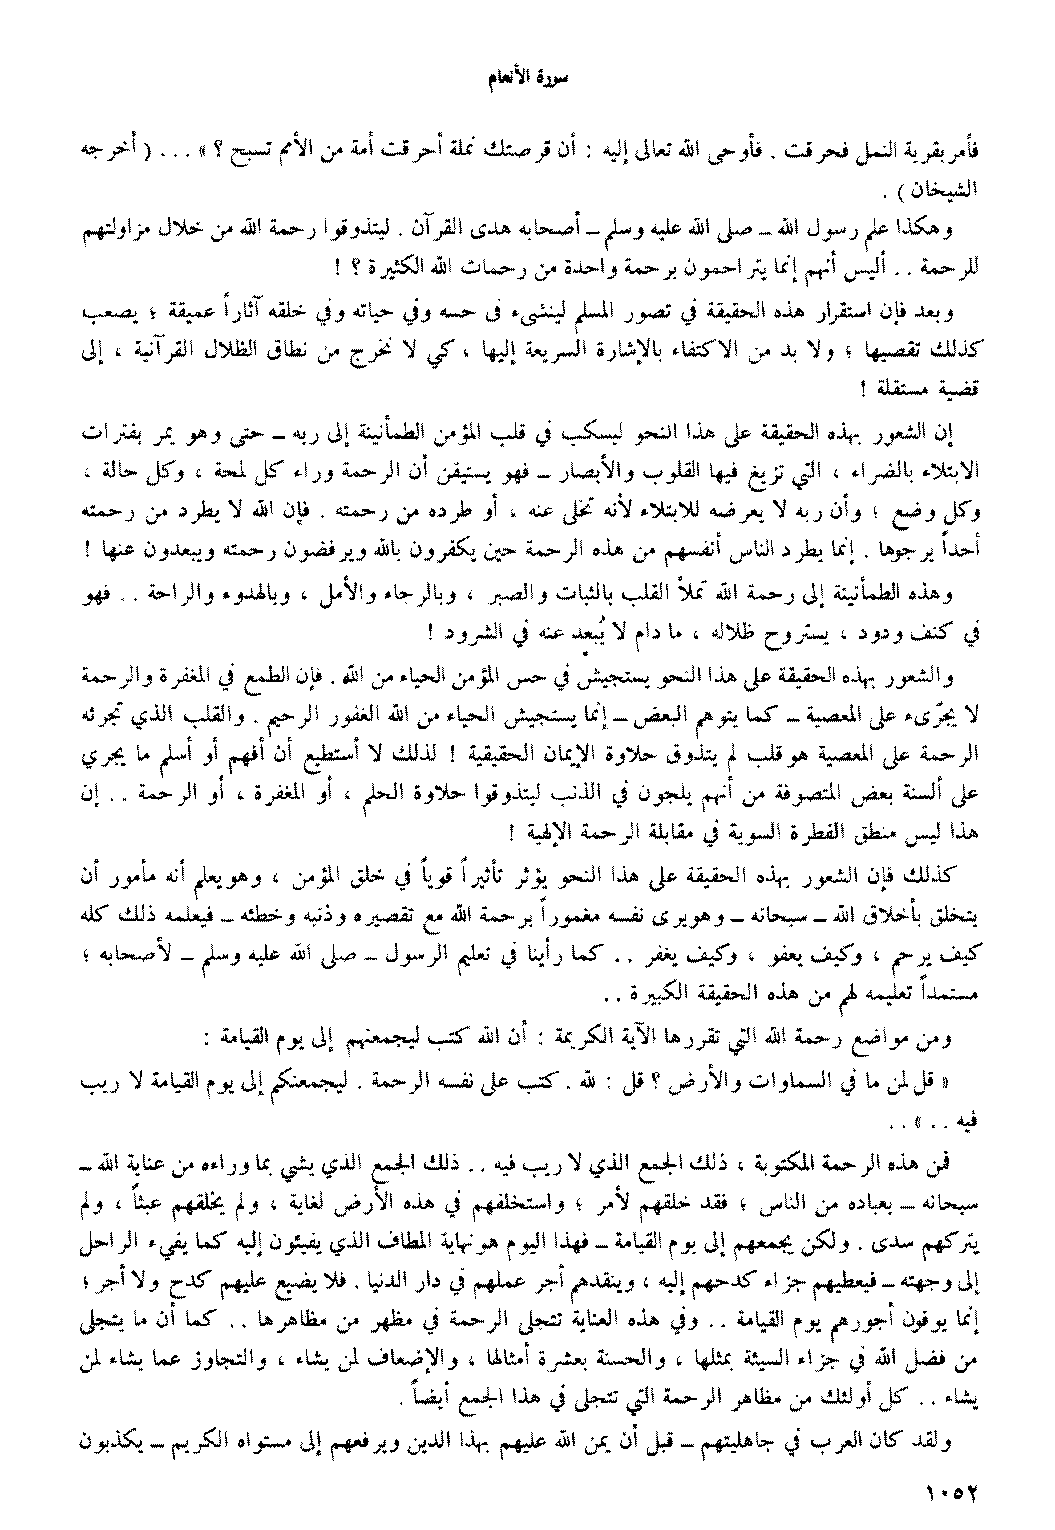 سورة الأنعام
فأمر بقرية النمل فحرقت . فأوحى الله تعالى إليه : أن قرصتك نملة أحرقت أمة من الأمم تسبح ؟ » ... ( أخرجه
الشيخان ) .
وهكذا علم رسول الله – صلى الله عليه وسلم – أصحابه هدى القرآن . ليتذوقوا رحمة الله من خلال مزاولتهم
للرحمة .. أليس أنهم إنما يتراحمون برحمة واحدة من رحمات الله الكثيرة ؟ !
وبعد فإن استقرار هذه الحقيقة في تصور المسلم لينشىء فى حسه وفي حياته وفي خلقه آثاراً عميقة ؛ يصعب
كذلك تقصيها ؛ ولا بد من الاكتفاء بالإشارة السريعة إليها ، كي لا نخرج من نطاق الظلال القرآنية ، إلى
قضية مستقلة !
إن الشعور بهذه الحقيقة على هذا النحو ليسكب في قلب المؤمن الطمأنينة إلى ربه – حتى وهو يمر بفترات
الابتلاء بالضراء ، التي تزيغ فيها القلوب والأبصار – فهو يستيقن أن الرحمة وراء كل لمحة ، وكل حالة ،
وكل وضع ؛ وأن ربه لا يعرضه للابتلاء لأنه تخلى عنه ، أو طرده من رحمته . فإن الله لا يطرد من رحمته
أحداً يرجوها . إنما يطرد الناس أنفسهم من هذه الرحمة حين يكفرون بالله ويرفضون رحمته ويبعدون عنها !
وهذه الطمأنينة إلى رحمة الله تملأ القلب بالثبات والصبر ، وبالرجاء والأمل ، وبالهدوء والراحة .. فهو
في كنف ودود ، يستروح ظلاله ، ما دام لا يُبعِد عنه في الشرود !
والشعور بهذه الحقيقة على هذا النحو يستجيش في حس المؤمن الحياء من الله . فإن الطمع في المغفرة والرحمة
لا يجرّىء على المعصية – كما يتوهم البعض – إنما يستجيش الحياء من الله الغفور الرحيم . والقلب الذي تجرئه
الرحمة على المعصية هو قلب لم يتذوق حلاوة الإيمان الحقيقية ! لذلك لا أستطيع أن أفهم أو أسلم ما يجري
على ألسنة بعض المتصوفة من أنهم يلجون في الذنب ليتذوقوا حلاوة الحلم ، أو المغفرة ، أو الرحمة .. إن
هذا ليس منطق الفطرة السوية في مقابلة الرحمة الإلهية !
كذلك فإن الشعور بهذه الحقيقة على هذا النحو يؤثر تأثيراً قوياً في خلق المؤمن ، وهو يعلم أنه مأمور أن
يتخلق بأخلاق الله – سبحانه – وهو يرى نفسه مغموراً برحمة الله مع تقصيره وذنبه وخطئه – فيعلمه ذلك كله
كيف يرحم ، وكيف يعفو ، وكيف يغفر .. كما رأينا في تعليم الرسول – صلى الله عليه وسلم – لأصحابه ؛
مستمداً تعليمه لهم من هذه الحقيقة الكبيرة ..
ومن مواضع رحمة الله التي تقررها الآية الكريمة : أن الله كتب ليجمعنهم إلى يوم القيامة :
« قل لمن ما في السماوات والأرض ؟ قل : لله . كتب على نفسه الرحمة . ليجمعنكم إلى يوم القيامة لا ريب
فيه .. » ..
فمن هذه الرحمة المكتوبة ، ذلك الجمع الذي لا ريب فيه .. ذلك الجمع الذي يشي بما وراءه من عناية الله –
سبحانه – بعباده من الناس ؛ فقد خلقهم لأمر ؛ واستخلفهم في هذه الأرض لغاية ، ولم يخلقهم عبثاً ، ولم
يتركهم سدى . ولكن يجمعهم إلى يوم القيامة – فهذا اليوم هو نهاية المطاف الذي يفيئون إليه كما يفيء الراحل
إلى وجهته – فيعطيهم جزاء كدحهم إليه ، وينقدهم أجر عملهم في دار الدنيا . فلا يضيع عليهم كدح ولا أجر ؛
إنما يوفون أجورهم يوم القيامة .. وفي هذه العناية تتجلى الرحمة في مظهر من مظاهرها .. كما أن ما يتجلى
من فضل الله في جزاء السيئة بمثلها ، والحسنة بعشرة أمثالها ، والإضعاف لمن يشاء ، والتجاوز عما يشاء لمن
يشاء .. كل أولئك من مظاهر الرحمة التي تتجلى في هذا الجمع أيضاً .
ولقد كان العرب في جاهليتهم – قبل أن يمن الله عليهم بهذا الدين ويرفعهم إلى مستواه الكريم – يكذبون
١٠٥٢